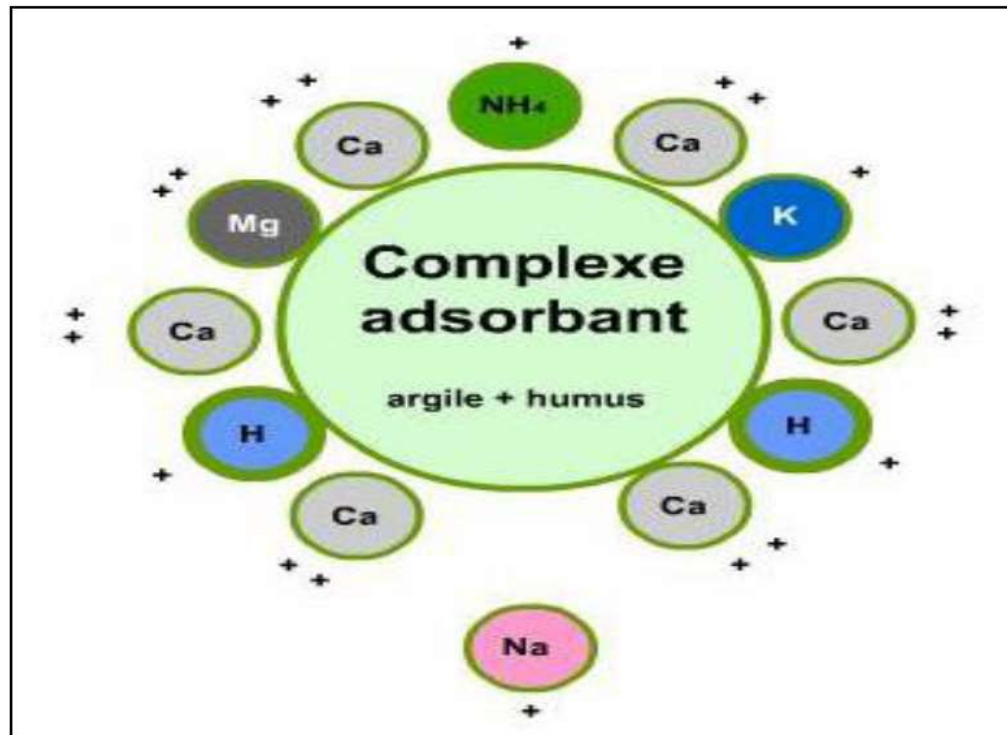 +
NH₄
+ +
Ca
+ +
Ca
+ +
Mg
+
K
Complexe
adsorbant
argile + humus
+ +
Ca
Ca
+ +
H
+
H
+
Ca
+ +
Ca
+ +
Na
+